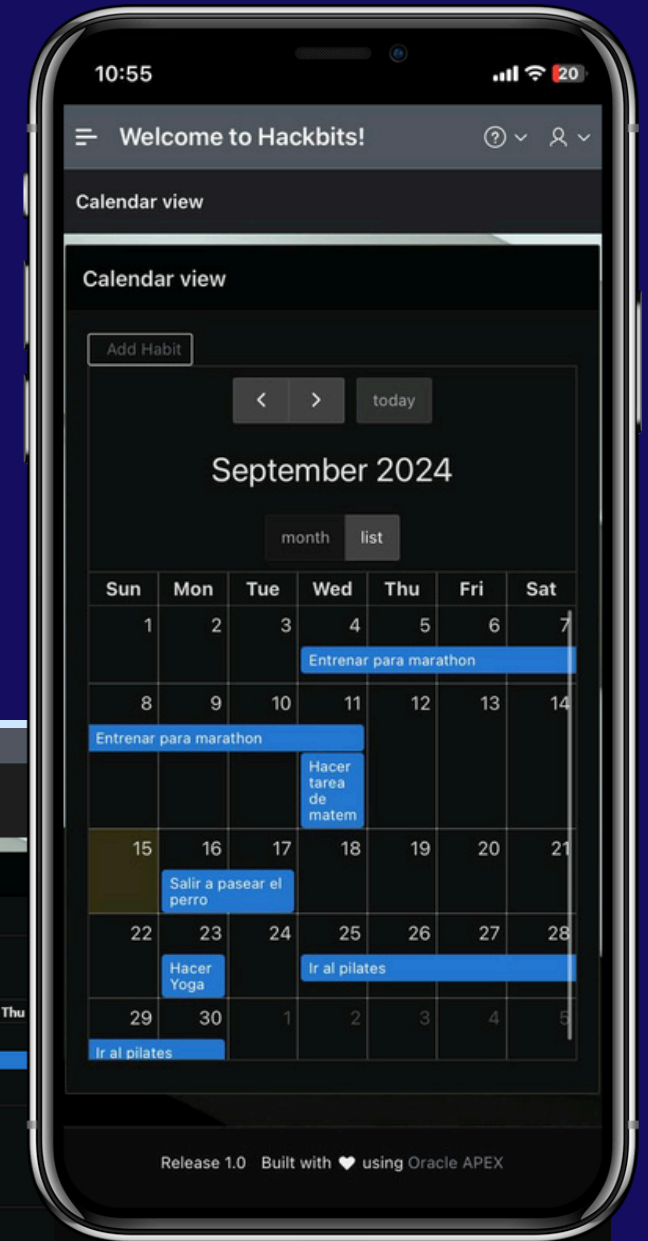 10:55
20
Welcome to Hackbits!
Calendar view
Calendar view
Add Habit
today
September 2024
month list
Sun Mon Tue Wed Thu Fri Sat
1 2 3 4 5 6 7
Entrenar para marathon
8 9 10 11 12 13 14
Entrenar para marathon
Hacer
tarea
de
matem
15 16 17 18 19 20 21
Salir a pasear el
perro
22 23 24 25 26 27 28
Hacer
Yoga
Ir al pilates
29 30 1 2 3 4 5
Ir al pilates
Thu
Release 1.0 Built with ♥ using Oracle APEX